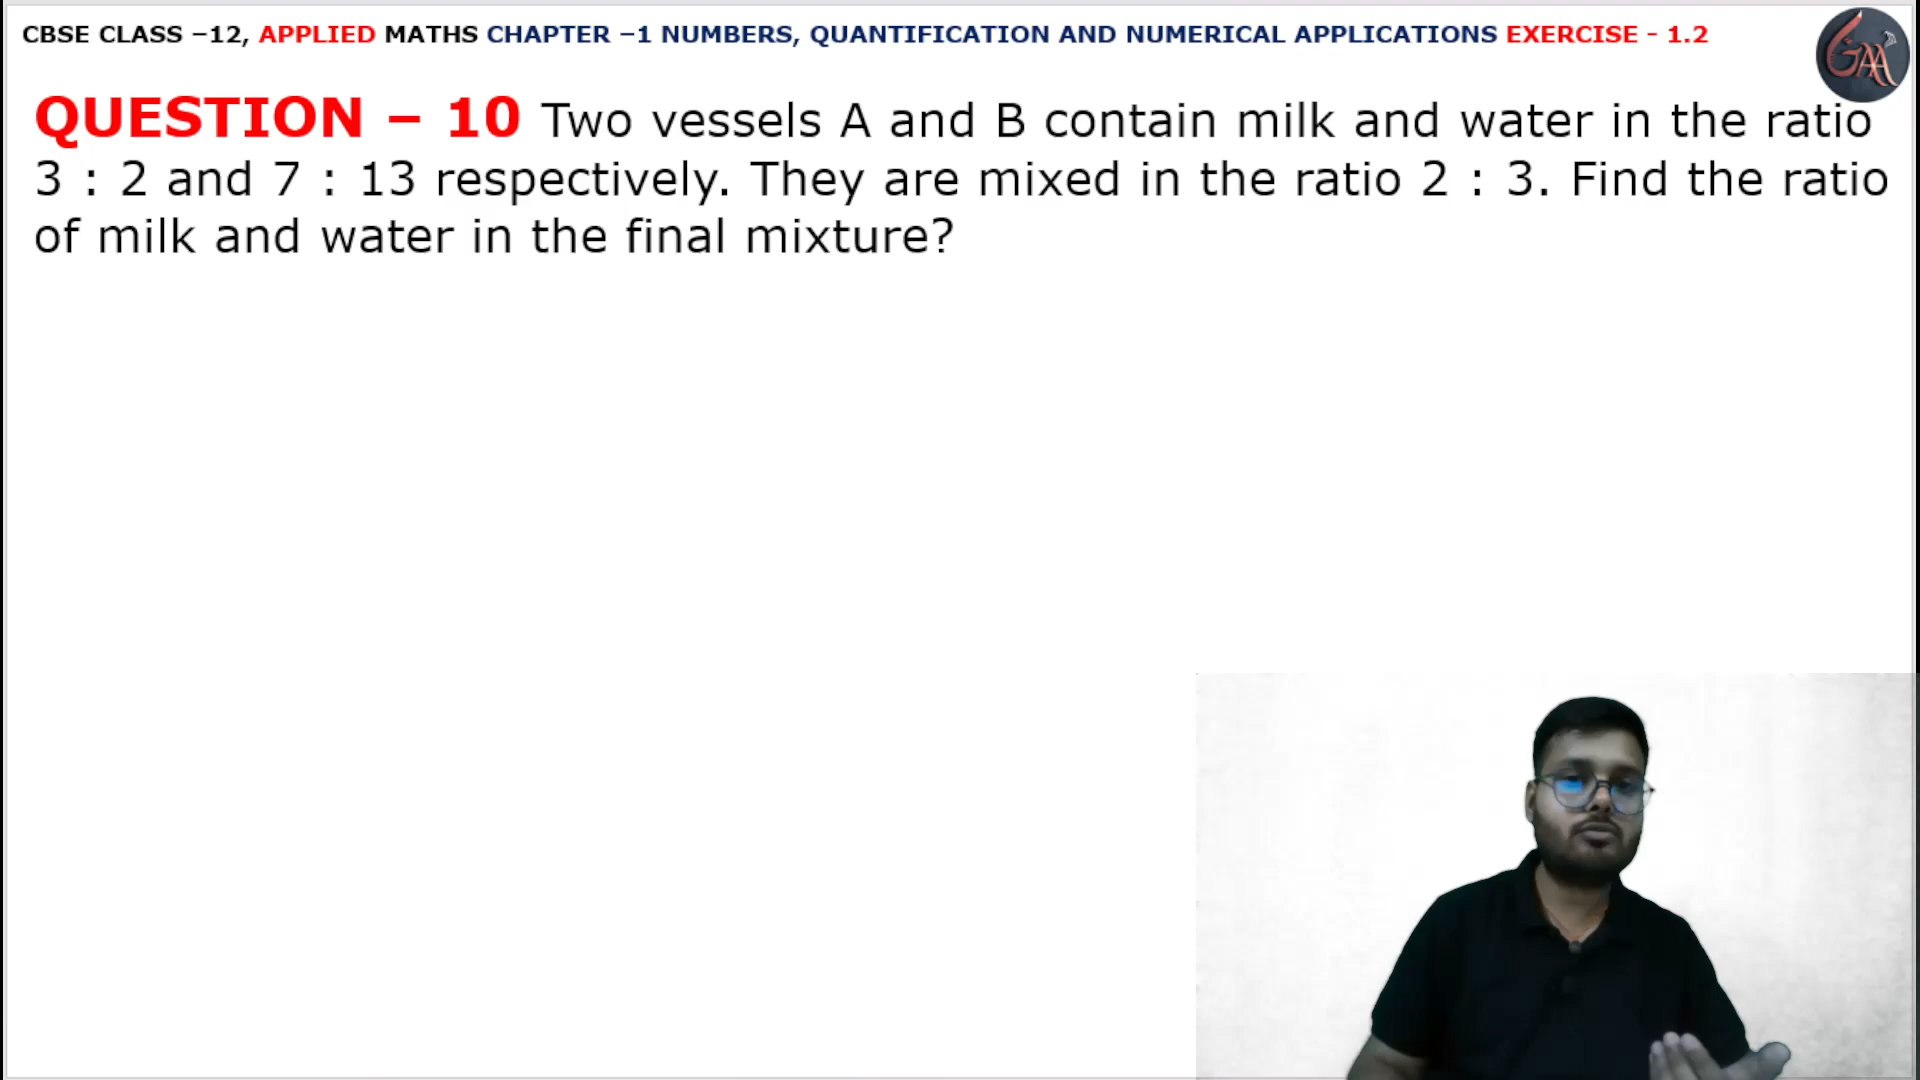 CBSE CLASS –12, APPLIED MATHS CHAPTER –1 NUMBERS, QUANTIFICATION AND NUMERICAL APPLICATIONS EXERCISE - 1.2
QUESTION – 10 Two vessels A and B contain milk and water in the ratio
3 : 2 and 7 : 13 respectively. They are mixed in the ratio 2 : 3. Find the ratio
of milk and water in the final mixture?